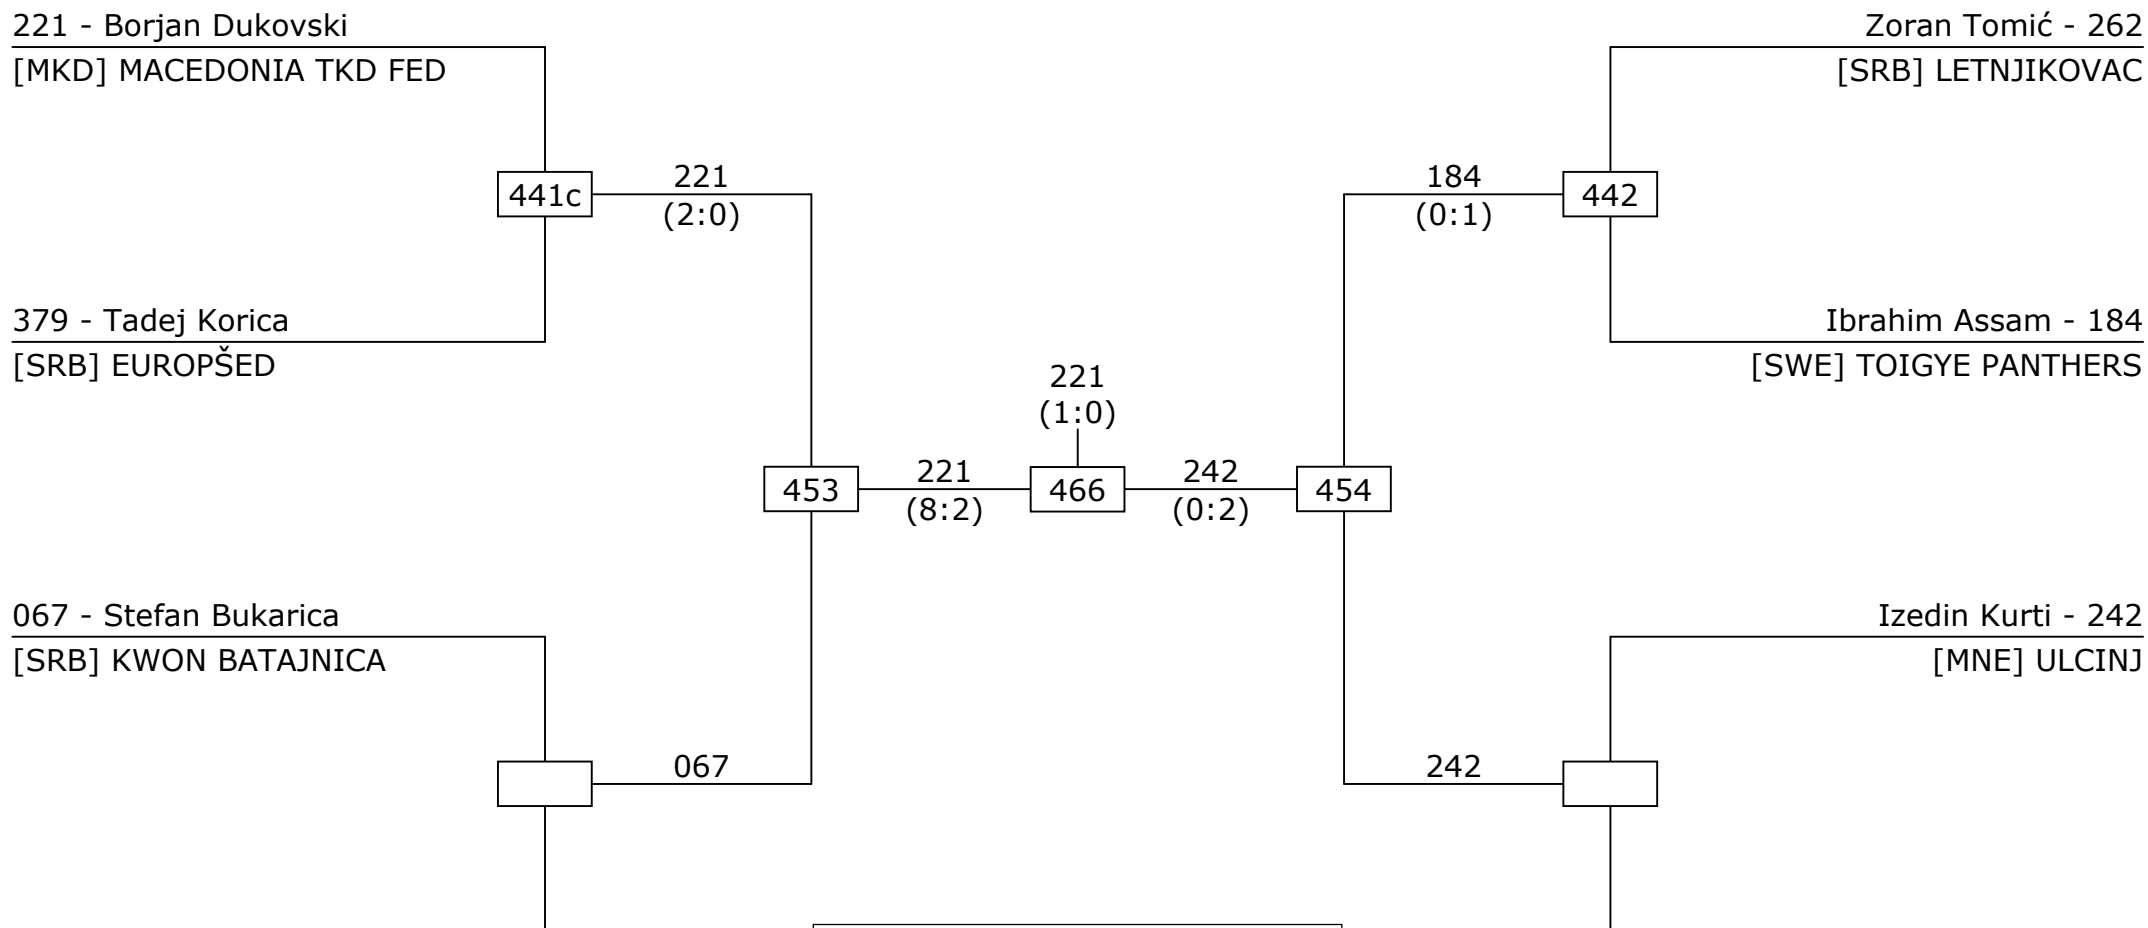 221 - Borjan Dukovski
[MKD] MACEDONIA TKD FED
Zoran Tomić - 262
[SRB] LETNJIKOVAC
441c
221
(2:0)
184
(0:1)
442
379 - Tadej Korica
[SRB] EUROPŠED
Ibrahim Assam - 184
[SWE] TOIGYE PANTHERS
221
(1:0)
453
221
(8:2)
466
242
(0:2)
454
067 - Stefan Bukarica
[SRB] KWON BATAJNICA
Izedin Kurti - 242
[MNE] ULCINJ
067
242